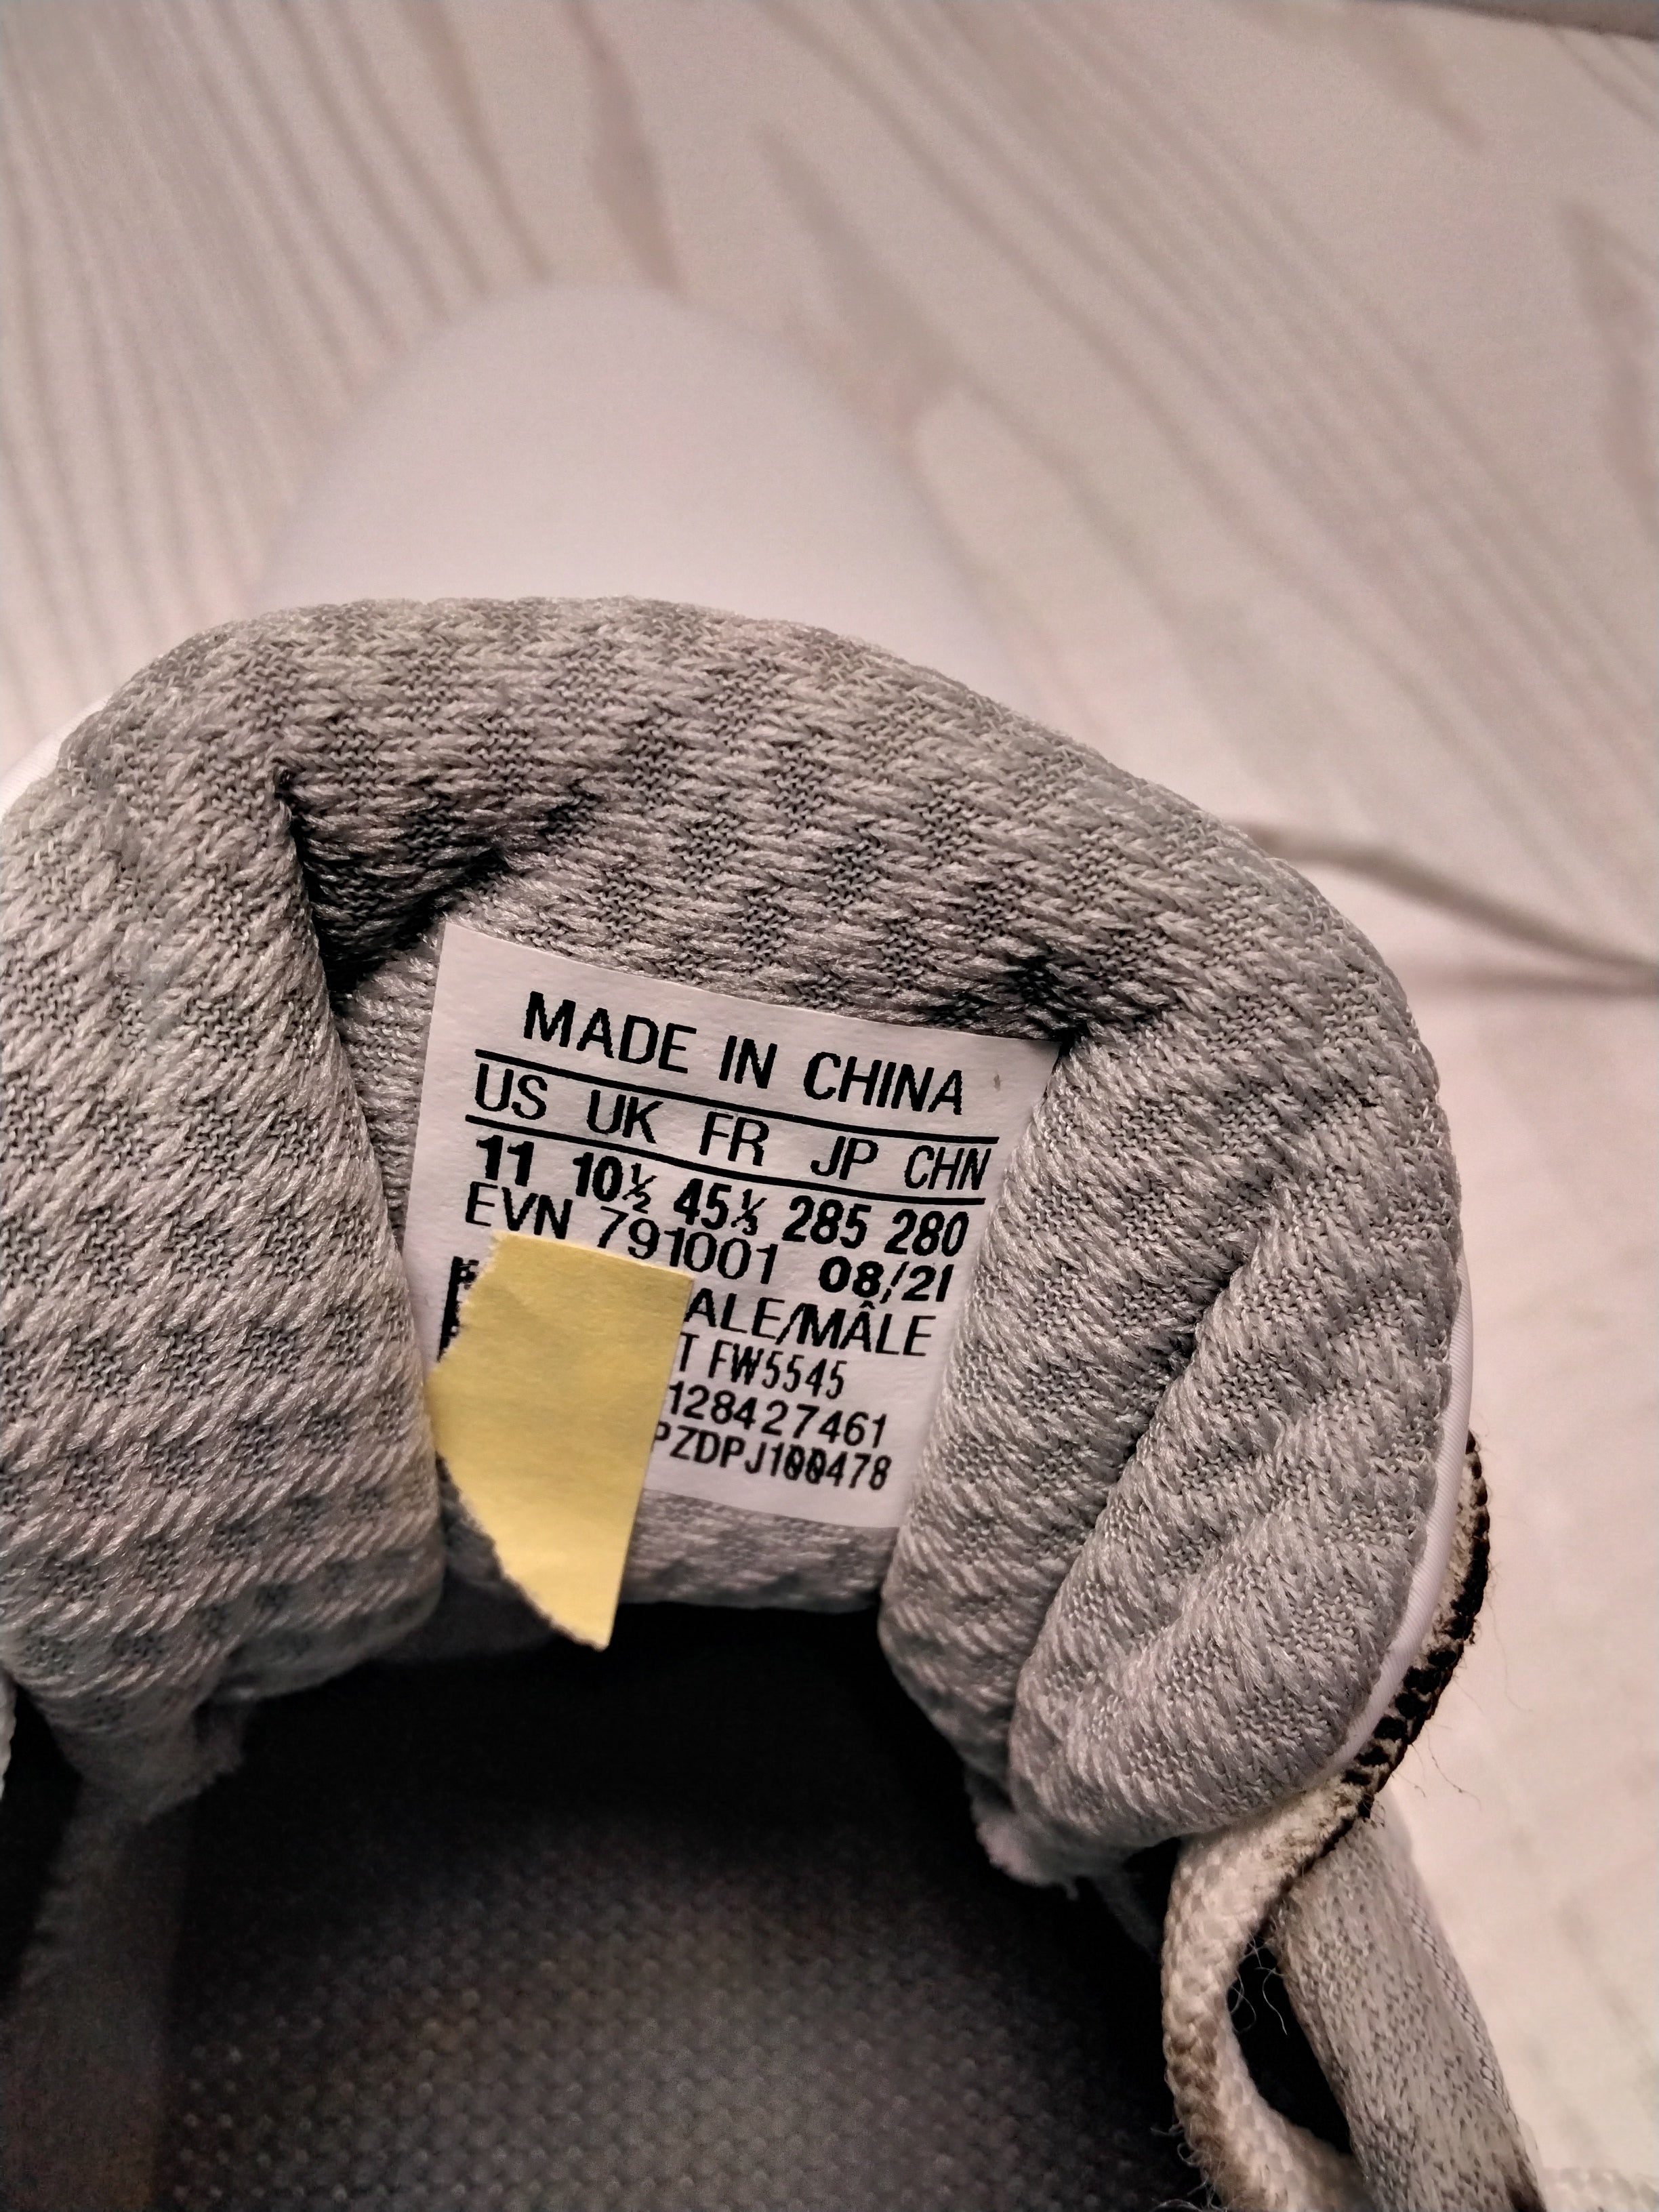 MADE IN CHINA
US UK FR JP CHN
11 10½ 45⅓ 285 280
EVN 791001 08/21
ALE/MÂLE
T FW5545
128427461
PZDPJ100478